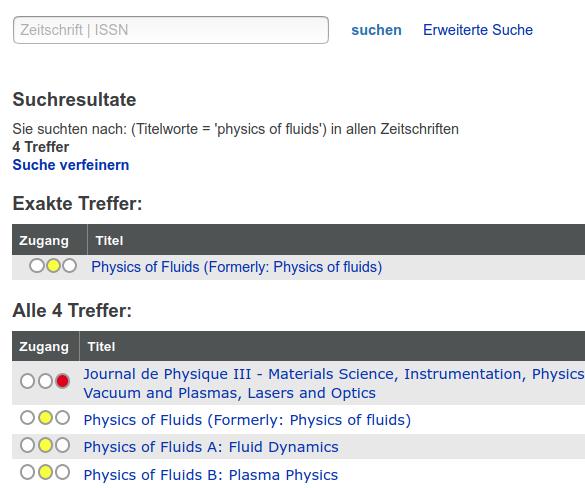 Zeitschrift | ISSN
suchen Erweiterte Suche
Suchresultate
Sie suchten nach: (Titelworte = 'physics of fluids') in allen Zeitschriften
4 Treffer
Suche verfeinern
Exakte Treffer:
Zugang Titel
Physics of Fluids (Formerly: Physics of fluids)
Alle 4 Treffer:
Zugang Titel
Journal de Physique III - Materials Science, Instrumentation, Physics
Vacuum and Plasmas, Lasers and Optics
Physics of Fluids (Formerly: Physics of fluids)
Physics of Fluids A: Fluid Dynamics
Physics of Fluids B: Plasma Physics